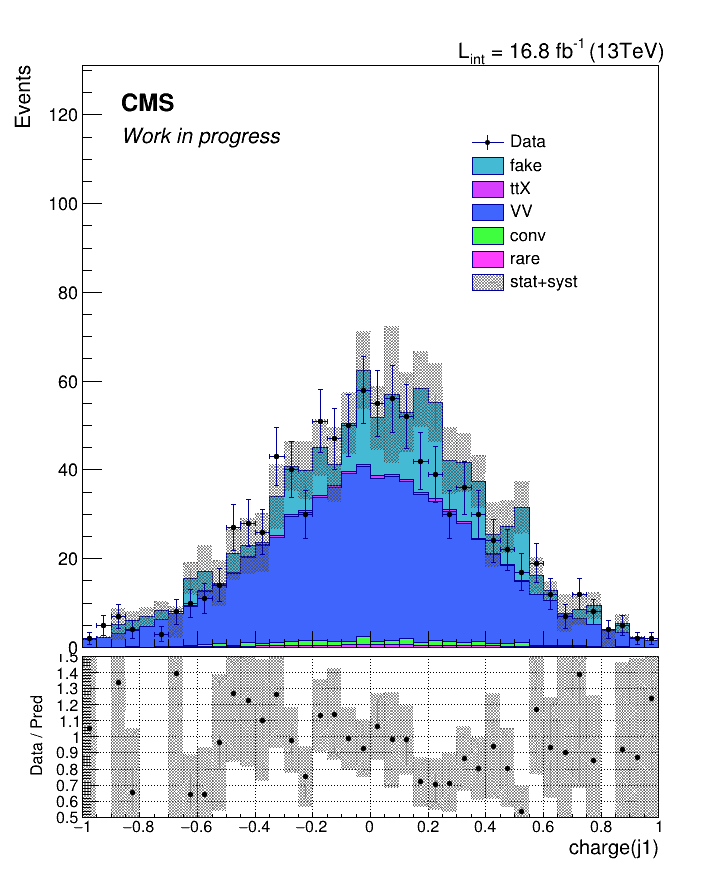 L_int = 16.8 fb^-1 (13TeV)
Events
CMS
Work in progress
120
100
80
60
40
20
0
Data
fake
ttX
VV
conv
rare
stat+syst
Data / Pred
1.5
1.4
1.3
1.2
1.1
1
0.9
0.8
0.7
0.6
0.5
−1 −0.8 −0.6 −0.4 −0.2 0 0.2 0.4 0.6 0.8 1
charge(j1)